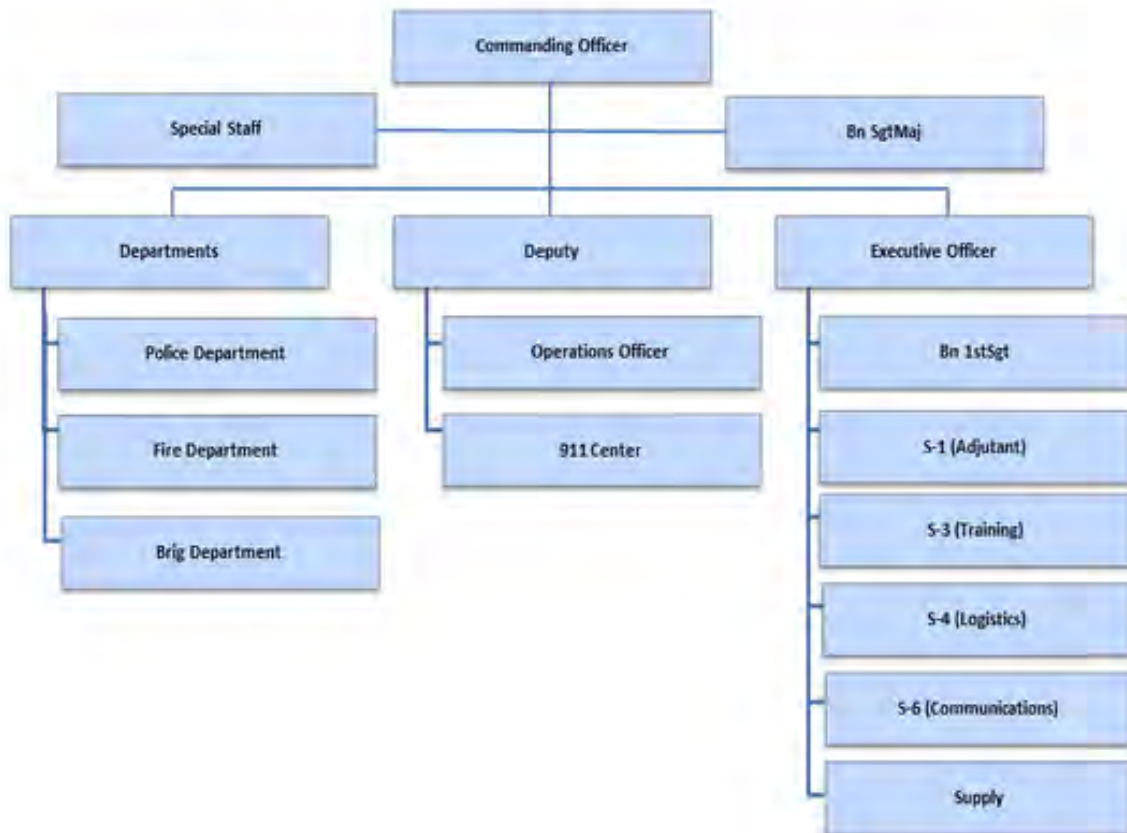 Commanding Officer
Special Staff
Bn SgtMaj
Departments
Deputy
Executive Officer
Police Department
Operations Officer
Bn 1stSgt
Fire Department
911 Center
S-1 (Adjutant)
Brig Department
S-3 (Training)
S-4 (Logistics)
S-6 (Communications)
Supply